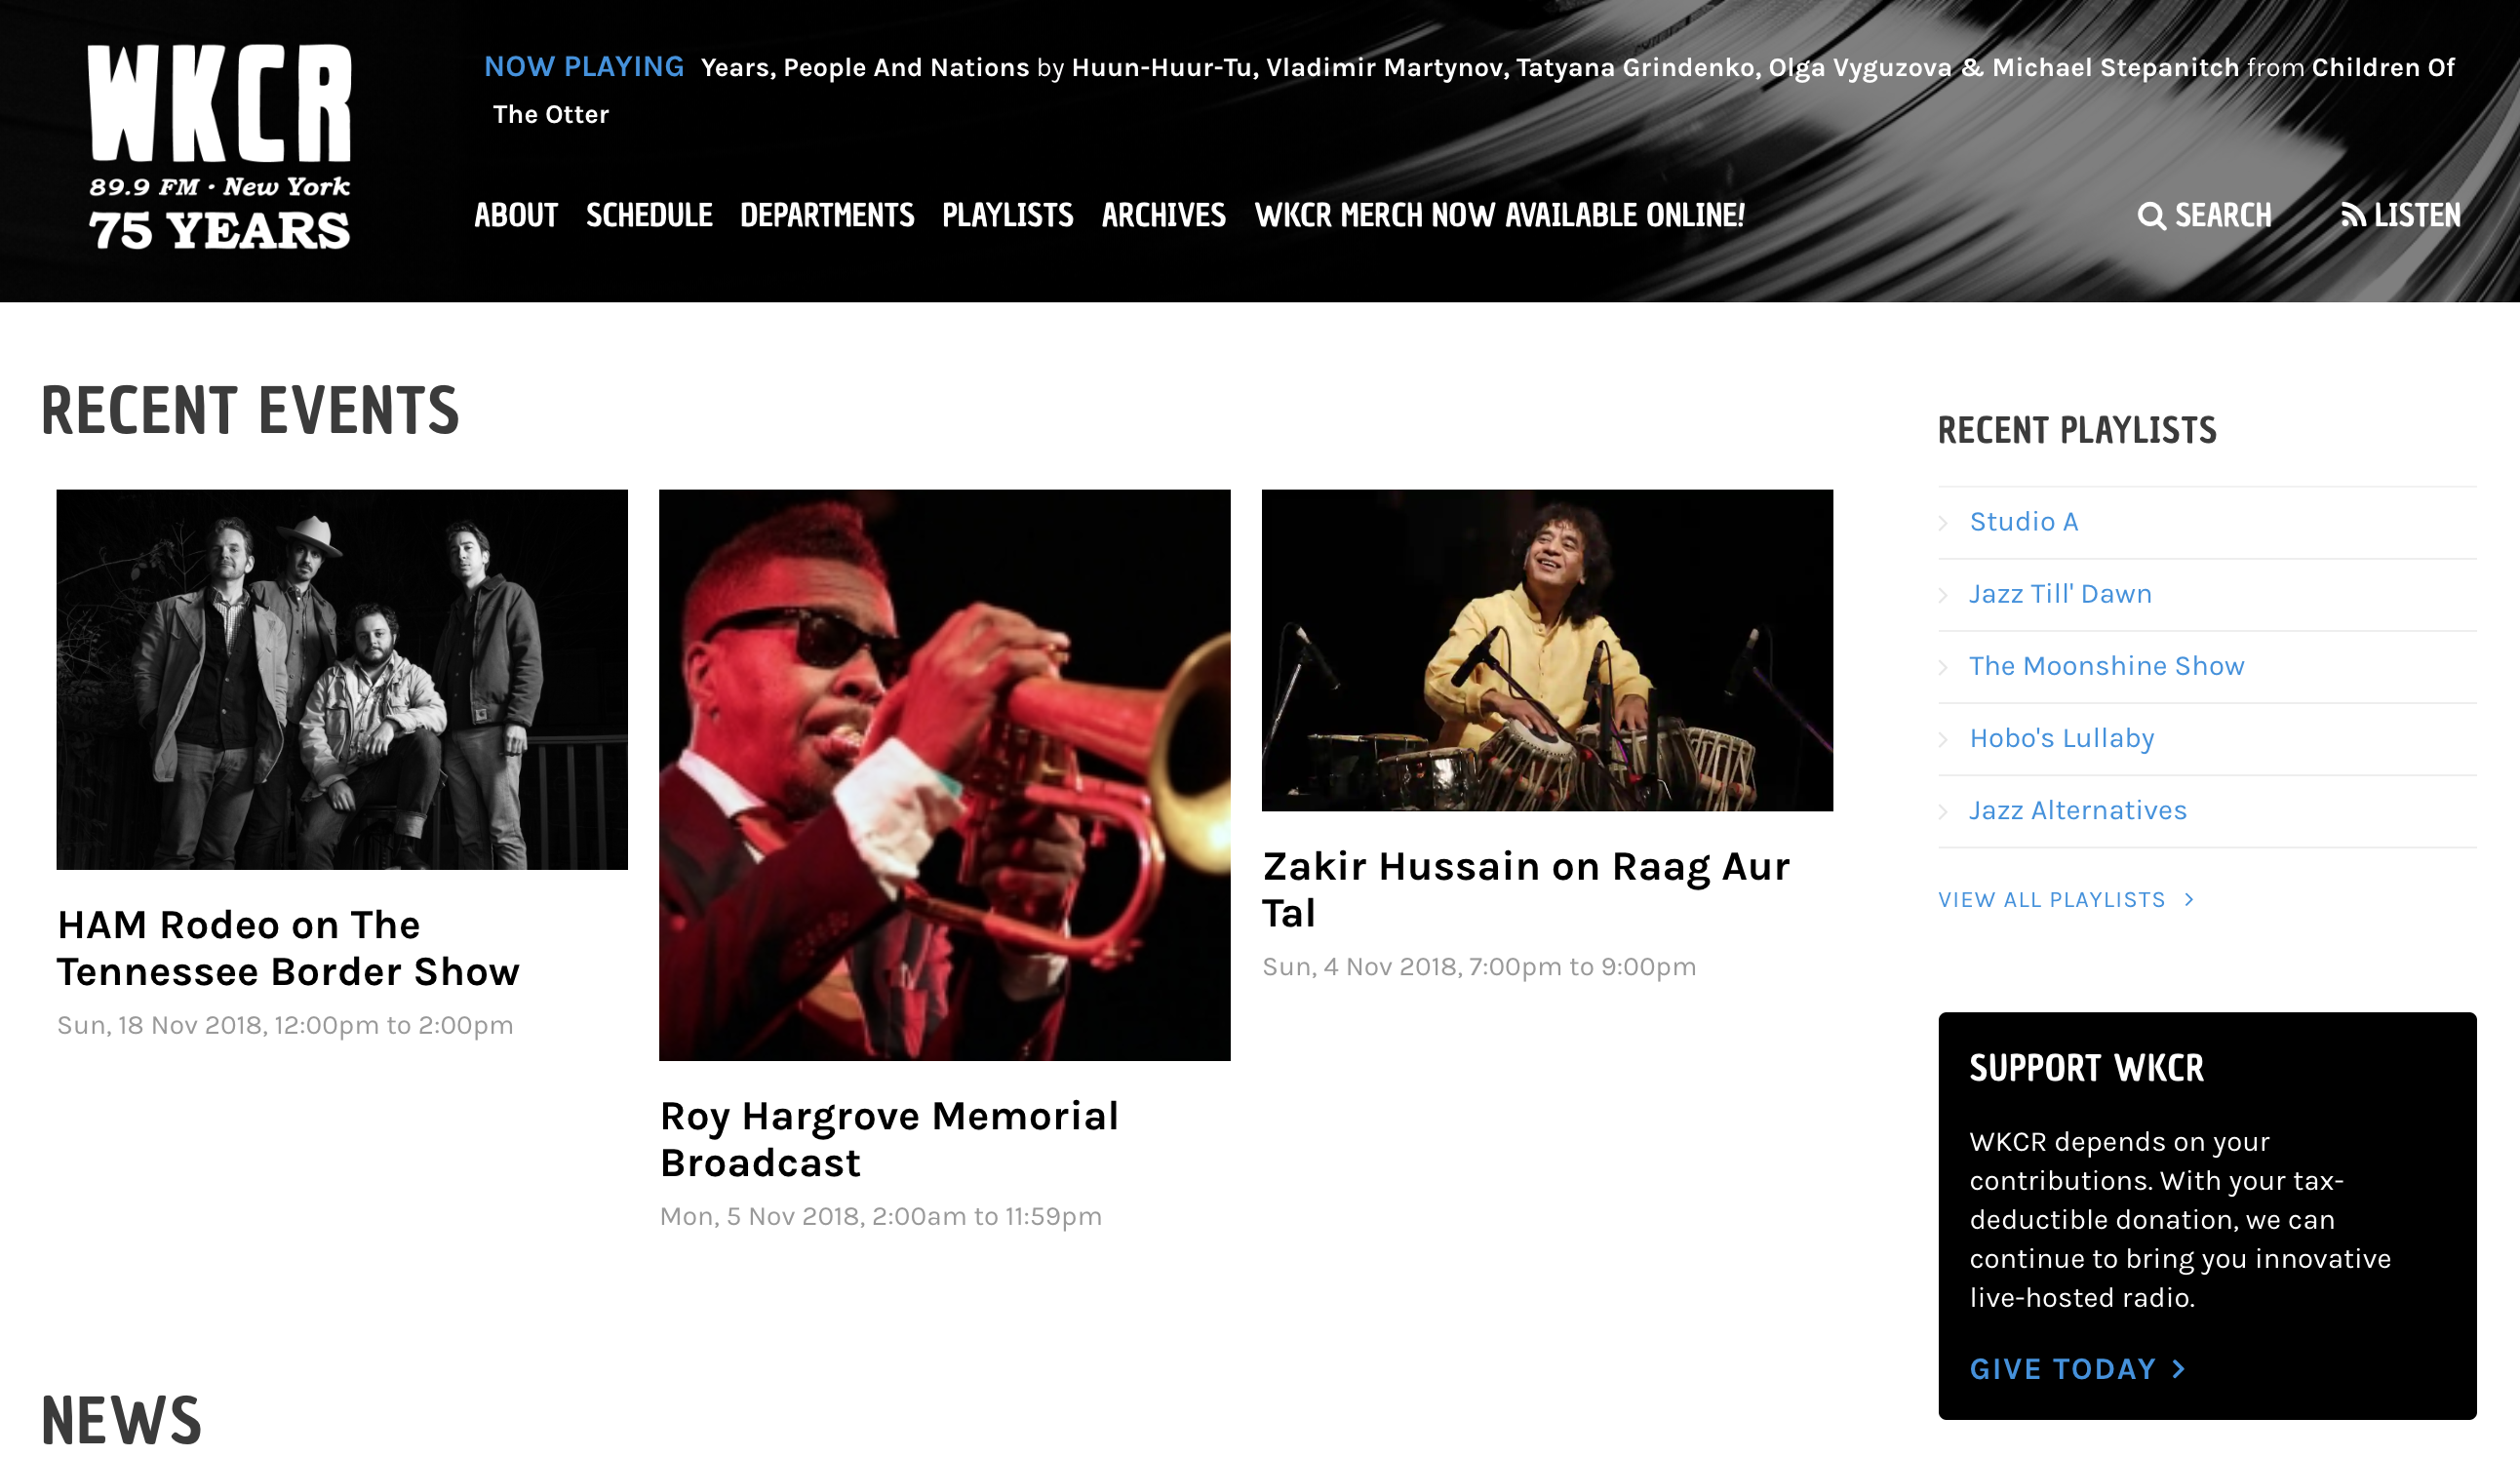 WKCR
89.9 FM · New York
75 YEARS
NOW PLAYING Years, People And Nations by Huun-Huur-Tu, Vladimir Martynov, Tatyana Grindenko, Olga Vyguzova & Michael Stepanitch from Children Of
The Otter
ABOUT SCHEDULE DEPARTMENTS PLAYLISTS ARCHIVES WKCR MERCH NOW AVAILABLE ONLINE! SEARCH LISTEN
RECENT EVENTS
HAM Rodeo on The
Tennessee Border Show
Sun, 18 Nov 2018, 12:00pm to 2:00pm
Roy Hargrove Memorial
Broadcast
Mon, 5 Nov 2018, 2:00am to 11:59pm
Zakir Hussain on Raag Aur
Tal
Sun, 4 Nov 2018, 7:00pm to 9:00pm
RECENT PLAYLISTS
Studio A
Jazz Till' Dawn
The Moonshine Show
Hobo's Lullaby
Jazz Alternatives
VIEW ALL PLAYLISTS
SUPPORT WKCR
WKCR depends on your
contributions. With your tax-
deductible donation, we can
continue to bring you innovative
live-hosted radio.
GIVE TODAY
NEWS